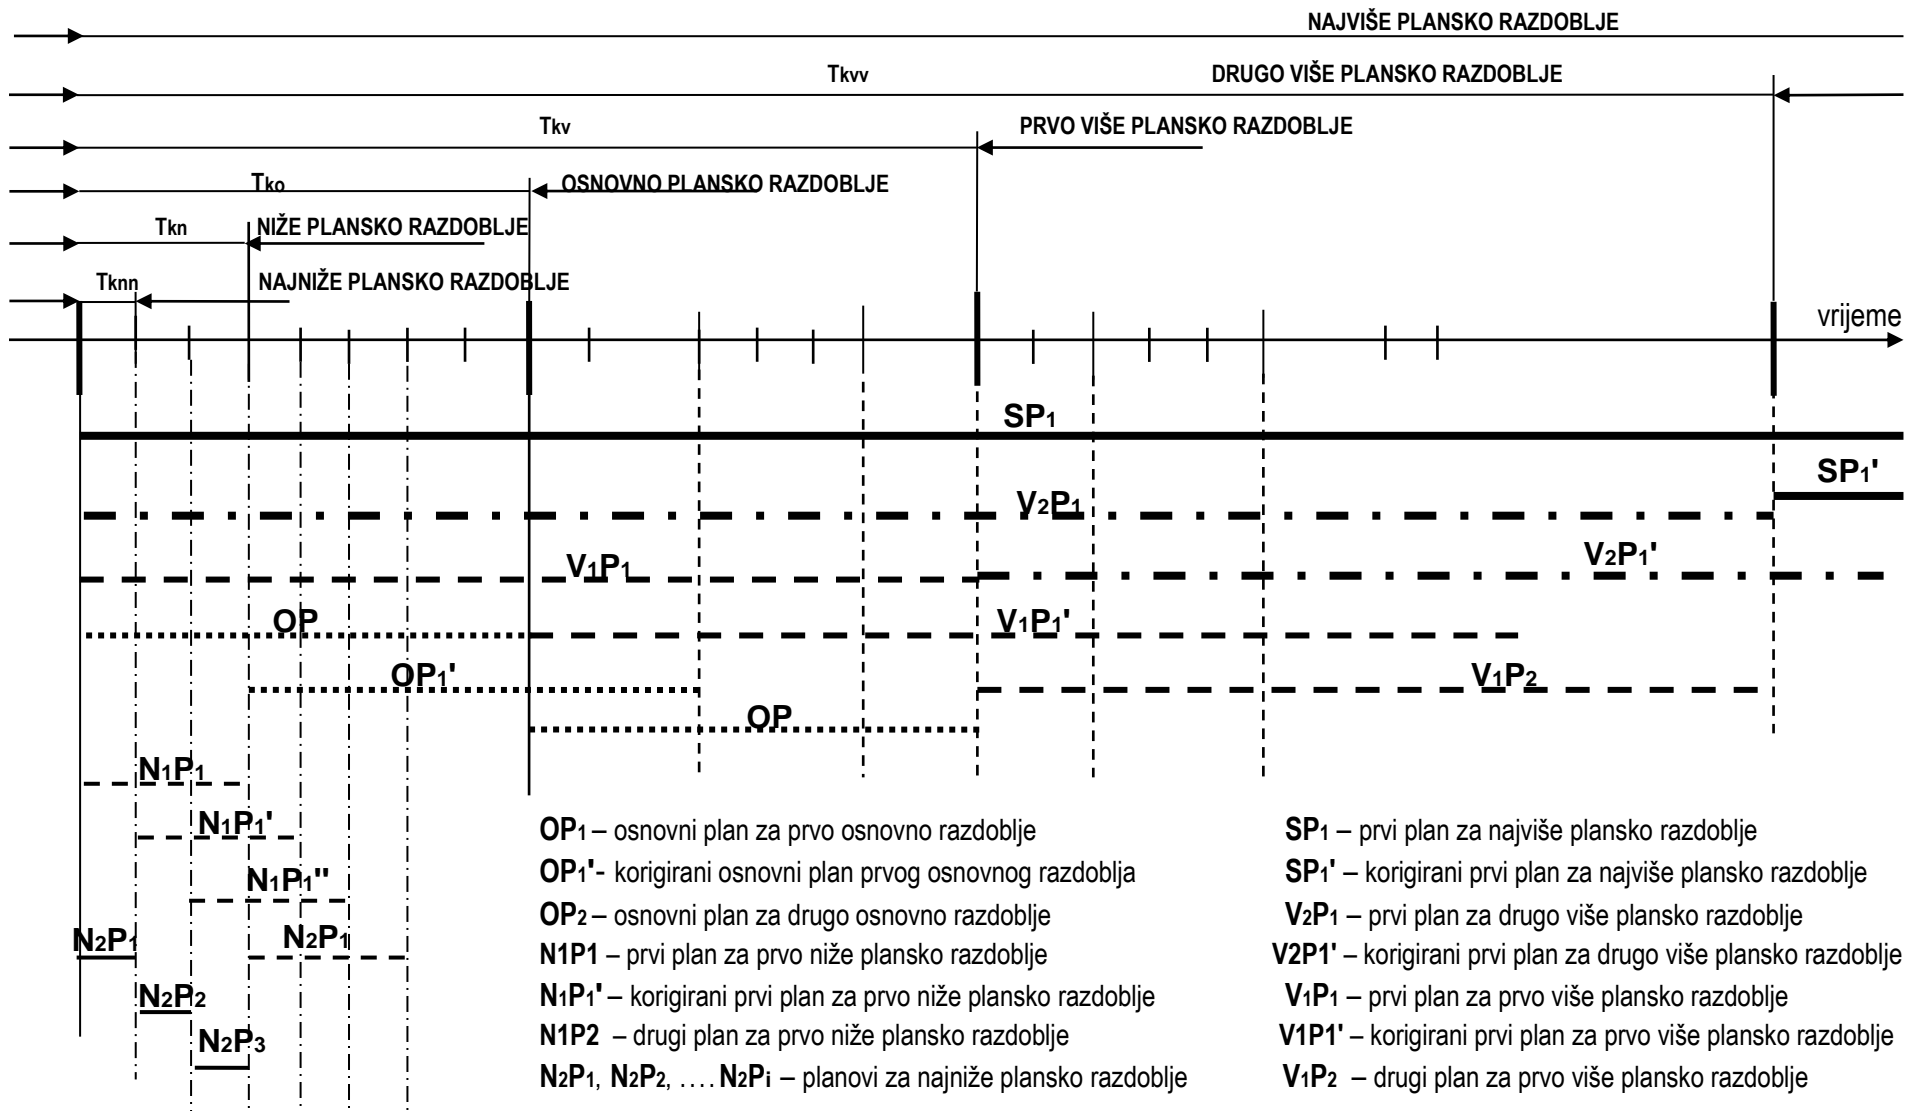 NAJVIŠE PLANSKO RAZDOBLJE
Tkvv DRUGO VIŠE PLANSKO RAZDOBLJE
Tkv PRVO VIŠE PLANSKO RAZDOBLJE
Tko OSNOVNO PLANSKO RAZDOBLJE
Tkn NIŽE PLANSKO RAZDOBLJE
Tknn NAJNIŽE PLANSKO RAZDOBLJE
vrijeme
SP1
SP1'
V2P1
V2P1'
V1P1
OP
V1P1'
OP1'
V1P2
OP
N1P1
N1P1'
N1P1''
N2P1
N2P1
N2P2
N2P3
OP1 – osnovni plan za prvo osnovno razdoblje
OP1'- korigirani osnovni plan prvog osnovnog razdoblja
OP2 – osnovni plan za drugo osnovno razdoblje
N1P1 – prvi plan za prvo niže plansko razdoblje
N1P1' – korigirani prvi plan za prvo niže plansko razdoblje
N1P2 – drugi plan za prvo niže plansko razdoblje
N2P1, N2P2, .... N2Pi – planovi za najniže plansko razdoblje
SP1 – prvi plan za najviše plansko razdoblje
SP1' – korigirani prvi plan za najviše plansko razdoblje
V2P1 – prvi plan za drugo više plansko razdoblje
V2P1' – korigirani prvi plan za drugo više plansko razdoblje
V1P1 – prvi plan za prvo više plansko razdoblje
V1P1' – korigirani prvi plan za prvo više plansko razdoblje
V1P2 – drugi plan za prvo više plansko razdoblje